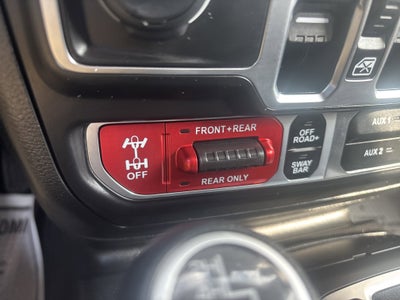 FRONT+REAR
OFF
REAR ONLY
OFF
ROAD+
SWAY
BAR
AUX 1
AUX 2